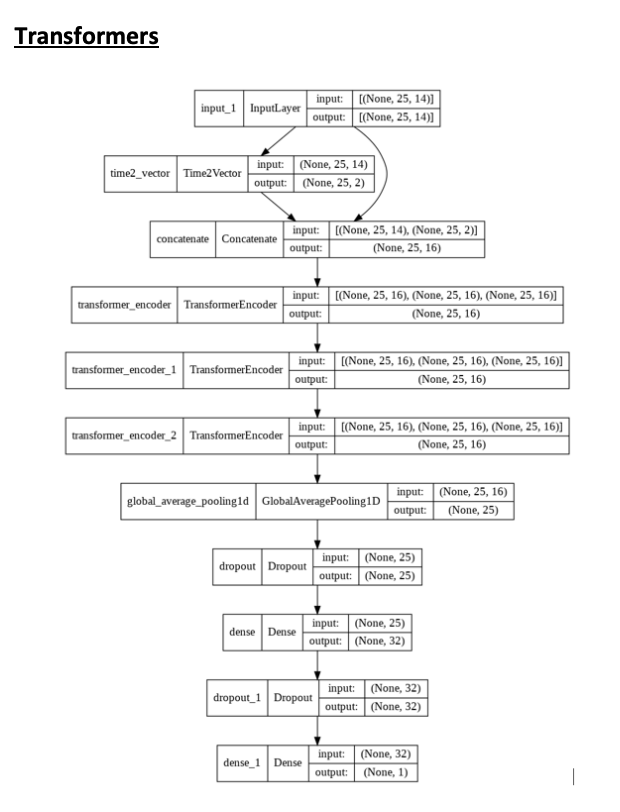 Transformers
input_1 InputLayer input: [(None, 25, 14)]
output: [(None, 25, 14)]
time2_vector Time2Vector input: (None, 25, 14)
output: (None, 25, 2)
concatenate Concatenate input: [(None, 25, 14), (None, 25, 2)]
output: (None, 25, 16)
transformer_encoder TransformerEncoder input: [(None, 25, 16), (None, 25, 16), (None, 25, 16)]
output: (None, 25, 16)
transformer_encoder_1 TransformerEncoder input: [(None, 25, 16), (None, 25, 16), (None, 25, 16)]
output: (None, 25, 16)
transformer_encoder_2 TransformerEncoder input: [(None, 25, 16), (None, 25, 16), (None, 25, 16)]
output: (None, 25, 16)
global_average_pooling1d GlobalAveragePooling1D input: (None, 25, 16)
output: (None, 25)
dropout Dropout input: (None, 25)
output: (None, 25)
dense Dense input: (None, 25)
output: (None, 32)
dropout_1 Dropout input: (None, 32)
output: (None, 32)
dense_1 Dense input: (None, 32)
output: (None, 1)